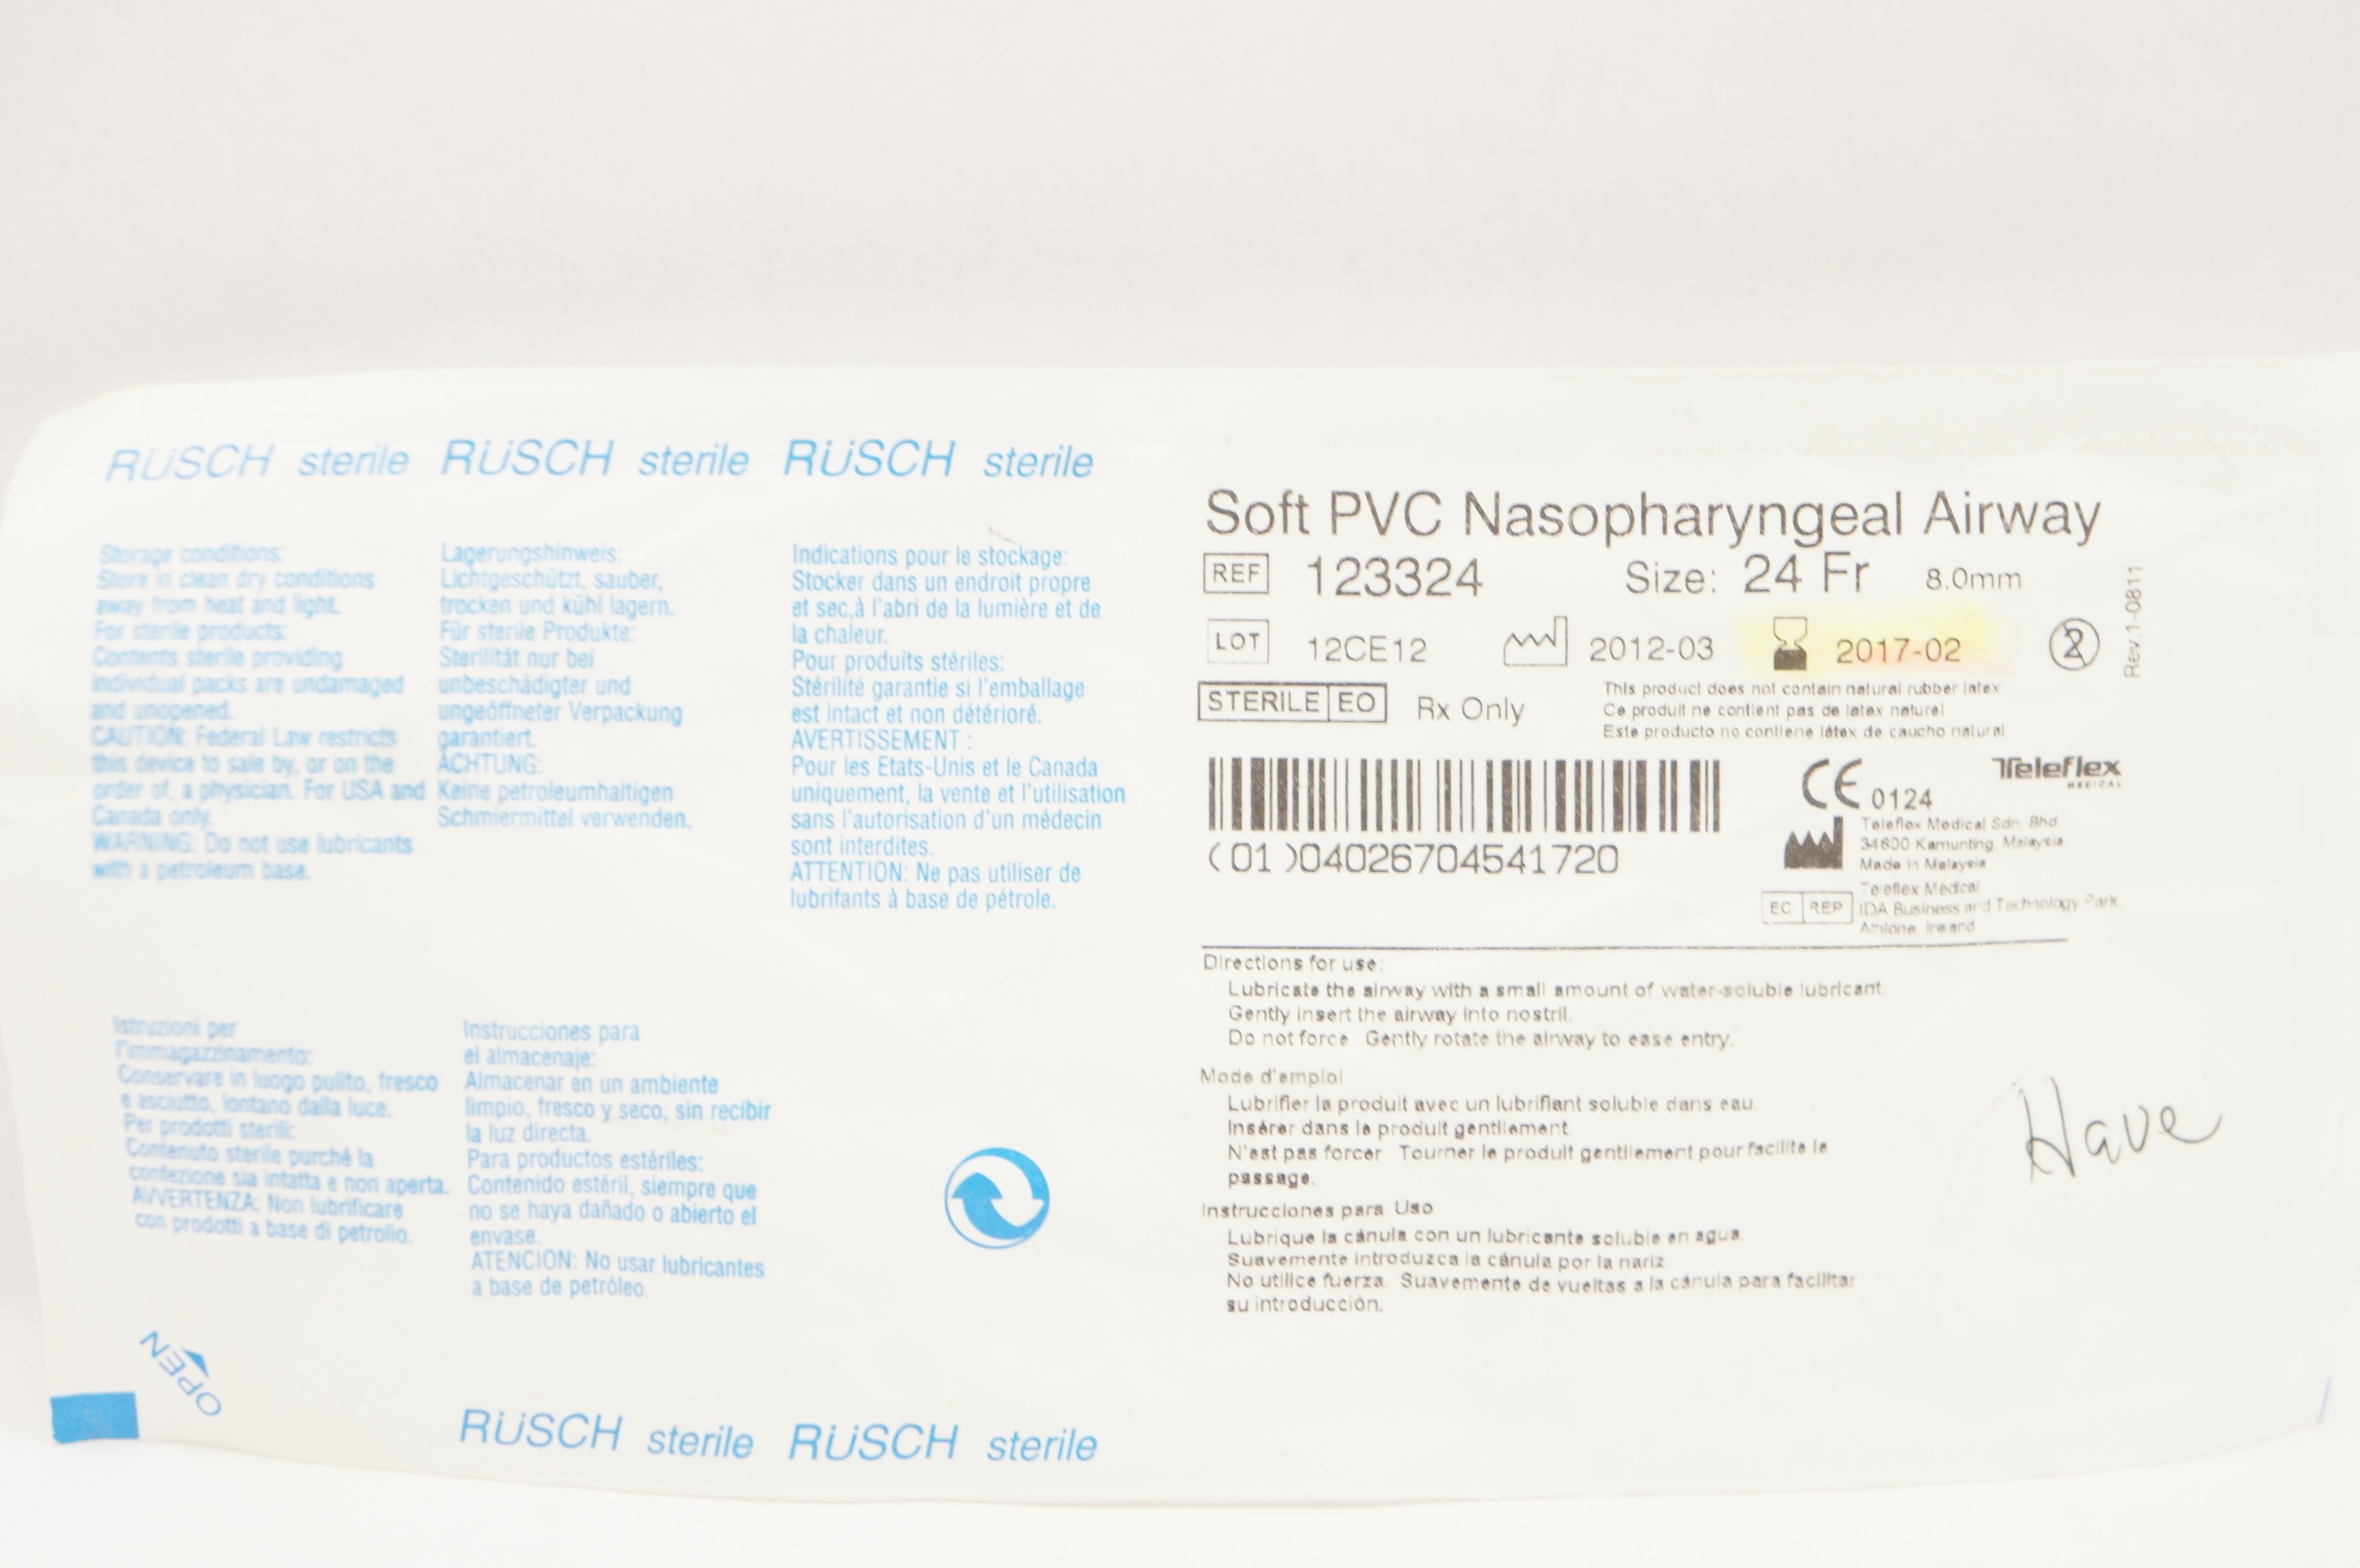 RÜSCH sterile RÜSCH sterile RÜSCH sterile
Storage conditions:
Store in clean dry conditions
away from heat and light.
For sterile products:
Contents sterile providing
individual packs are undamaged
and unopened.
CAUTION: Federal Law restricts
this device to sale by, or on the
order of, a physician. For USA and
Canada only.
WARNING: Do not use lubricants
with a petroleum base.
Lagerungshinweis:
Lichtgeschützt, sauber,
trocken und kühl lagern.
Für sterile Produkte:
Sterilität nur bei
unbeschädigter und
ungeöffneter Verpackung
garantiert.
ACHTUNG:
Keine petroleumhaltigen
Schmiermittel verwenden.
Indications pour le stockage:
Stocker dans un endroit propre
et sec,à l'abri de la lumière et de
la chaleur.
Pour produits stériles:
Stérilité garantie si l'emballage
est intact et non détérioré.
AVERTISSEMENT :
Pour les Etats-Unis et le Canada
uniquement, la vente et l'utilisation
sans l'autorisation d'un médecin
sont interdites.
ATTENTION: Ne pas utiliser de
lubrifants à base de pétrole.
Istruzioni per
l'immagazzinamento:
Conservare in luogo pulito, fresco
e asciutto, lontano dalla luce.
Per prodotti sterili:
Contenuto sterile purché la
confezione sia intatta e non aperta.
AVVERTENZA: Non lubrificare
con prodotti a base di petrolio.
Instrucciones para
el almacenaje:
Almacenar en un ambiente
limpio, fresco y seco, sin recibir
la luz directa.
Para productos estériles:
Contenido estéril, siempre que
no se haya dañado o abierto el
envase.
ATENCION: No usar lubricantes
a base de petróleo.
OPEN
RÜSCH sterile RÜSCH sterile
Soft PVC Nasopharyngeal Airway
REF 123324 Size: 24 Fr 8.0mm
LOT 12CE12 2012-03 2017-02 2
Rev.1-0811
STERILE EO Rx Only
This product does not contain natural rubber latex
Ce produit ne contient pas de latex naturel
Este producto no contiene látex de caucho natural
(01)04026704541720
CE 0124
Teleflex
MEDICAL
Teleflex Medical Sdn. Bhd.
34600 Kamunting, Malaysia
Made in Malaysia
EC REP
Teleflex Medical
IDA Business and Technology Park
Athlone, Ireland
Directions for use:
Lubricate the airway with a small amount of water-soluble lubricant.
Gently insert the airway into nostril.
Do not force Gently rotate the airway to ease entry.
Mode d'emploi
Lubrifier la produit avec un lubrifiant soluble dans eau.
Insérer dans le produit gentilement.
N'est pas forcer. Tourner le produit gentilement pour facilite le
passage.
Instrucciones para Uso
Lubrique la cánula con un lubricante soluble en agua.
Suavemente introduzca la cánula por la nariz.
No utilice fuerza. Suavemente de vueltas a la cánula para facilitar
su introducción.
Have